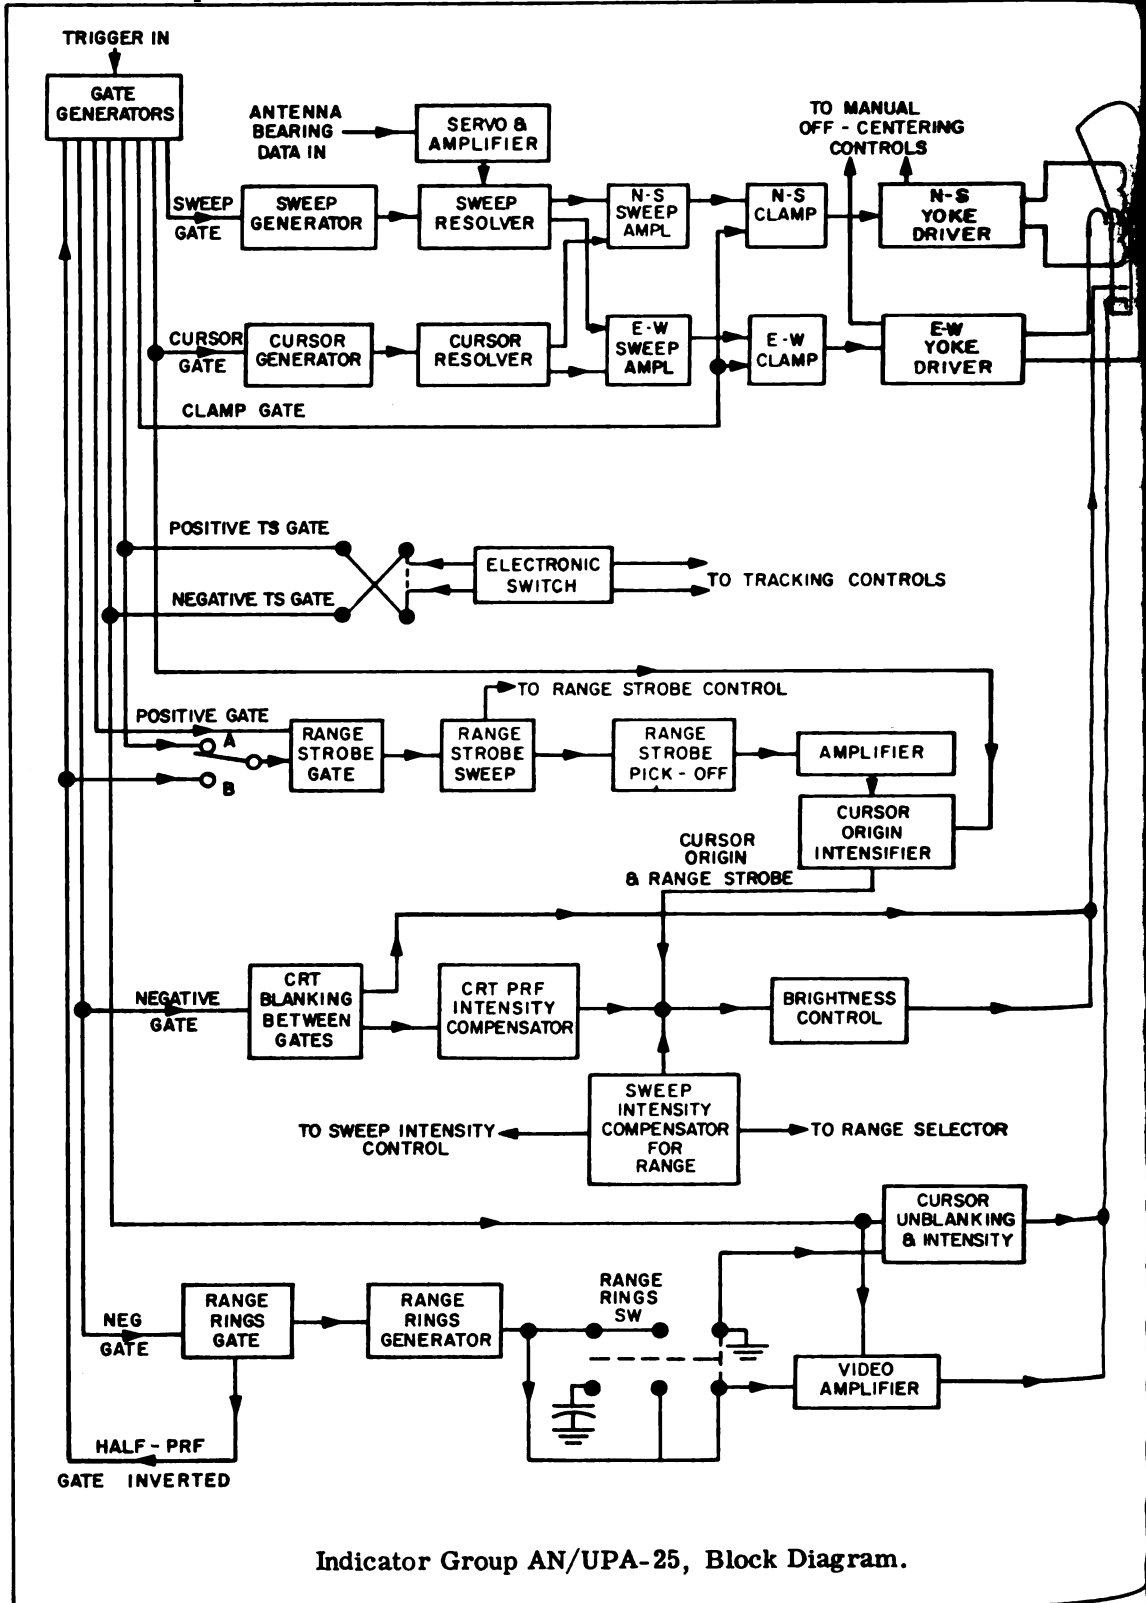 TRIGGER IN
GATE
GENERATORS
ANTENNA
BEARING
DATA IN
SERVO &
AMPLIFIER
TO MANUAL
OFF - CENTERING
CONTROLS
SWEEP
GATE
SWEEP
GENERATOR
SWEEP
RESOLVER
N-S
SWEEP
AMPL
N-S
CLAMP
N-S
YOKE
DRIVER
CURSOR
GATE
CURSOR
GENERATOR
CURSOR
RESOLVER
E-W
SWEEP
AMPL
E-W
CLAMP
E-W
YOKE
DRIVER
CLAMP GATE
POSITIVE TS GATE
NEGATIVE TS GATE
ELECTRONIC
SWITCH
TO TRACKING CONTROLS
TO RANGE STROBE CONTROL
POSITIVE GATE
A
B
RANGE
STROBE
GATE
RANGE
STROBE
SWEEP
RANGE
STROBE
PICK-OFF
AMPLIFIER
CURSOR
ORIGIN
INTENSIFIER
CURSOR
ORIGIN
& RANGE STROBE
NEGATIVE
GATE
CRT
BLANKING
BETWEEN
GATES
CRT PRF
INTENSITY
COMPENSATOR
BRIGHTNESS
CONTROL
SWEEP
INTENSITY
COMPENSATOR
FOR
RANGE
TO SWEEP INTENSITY
CONTROL
TO RANGE SELECTOR
CURSOR
UNBLANKING
& INTENSITY
NEG
GATE
RANGE
RINGS
GATE
RANGE
RINGS
GENERATOR
RANGE
RINGS
SW
VIDEO
AMPLIFIER
HALF-PRF
GATE INVERTED
Indicator Group AN/UPA-25, Block Diagram.